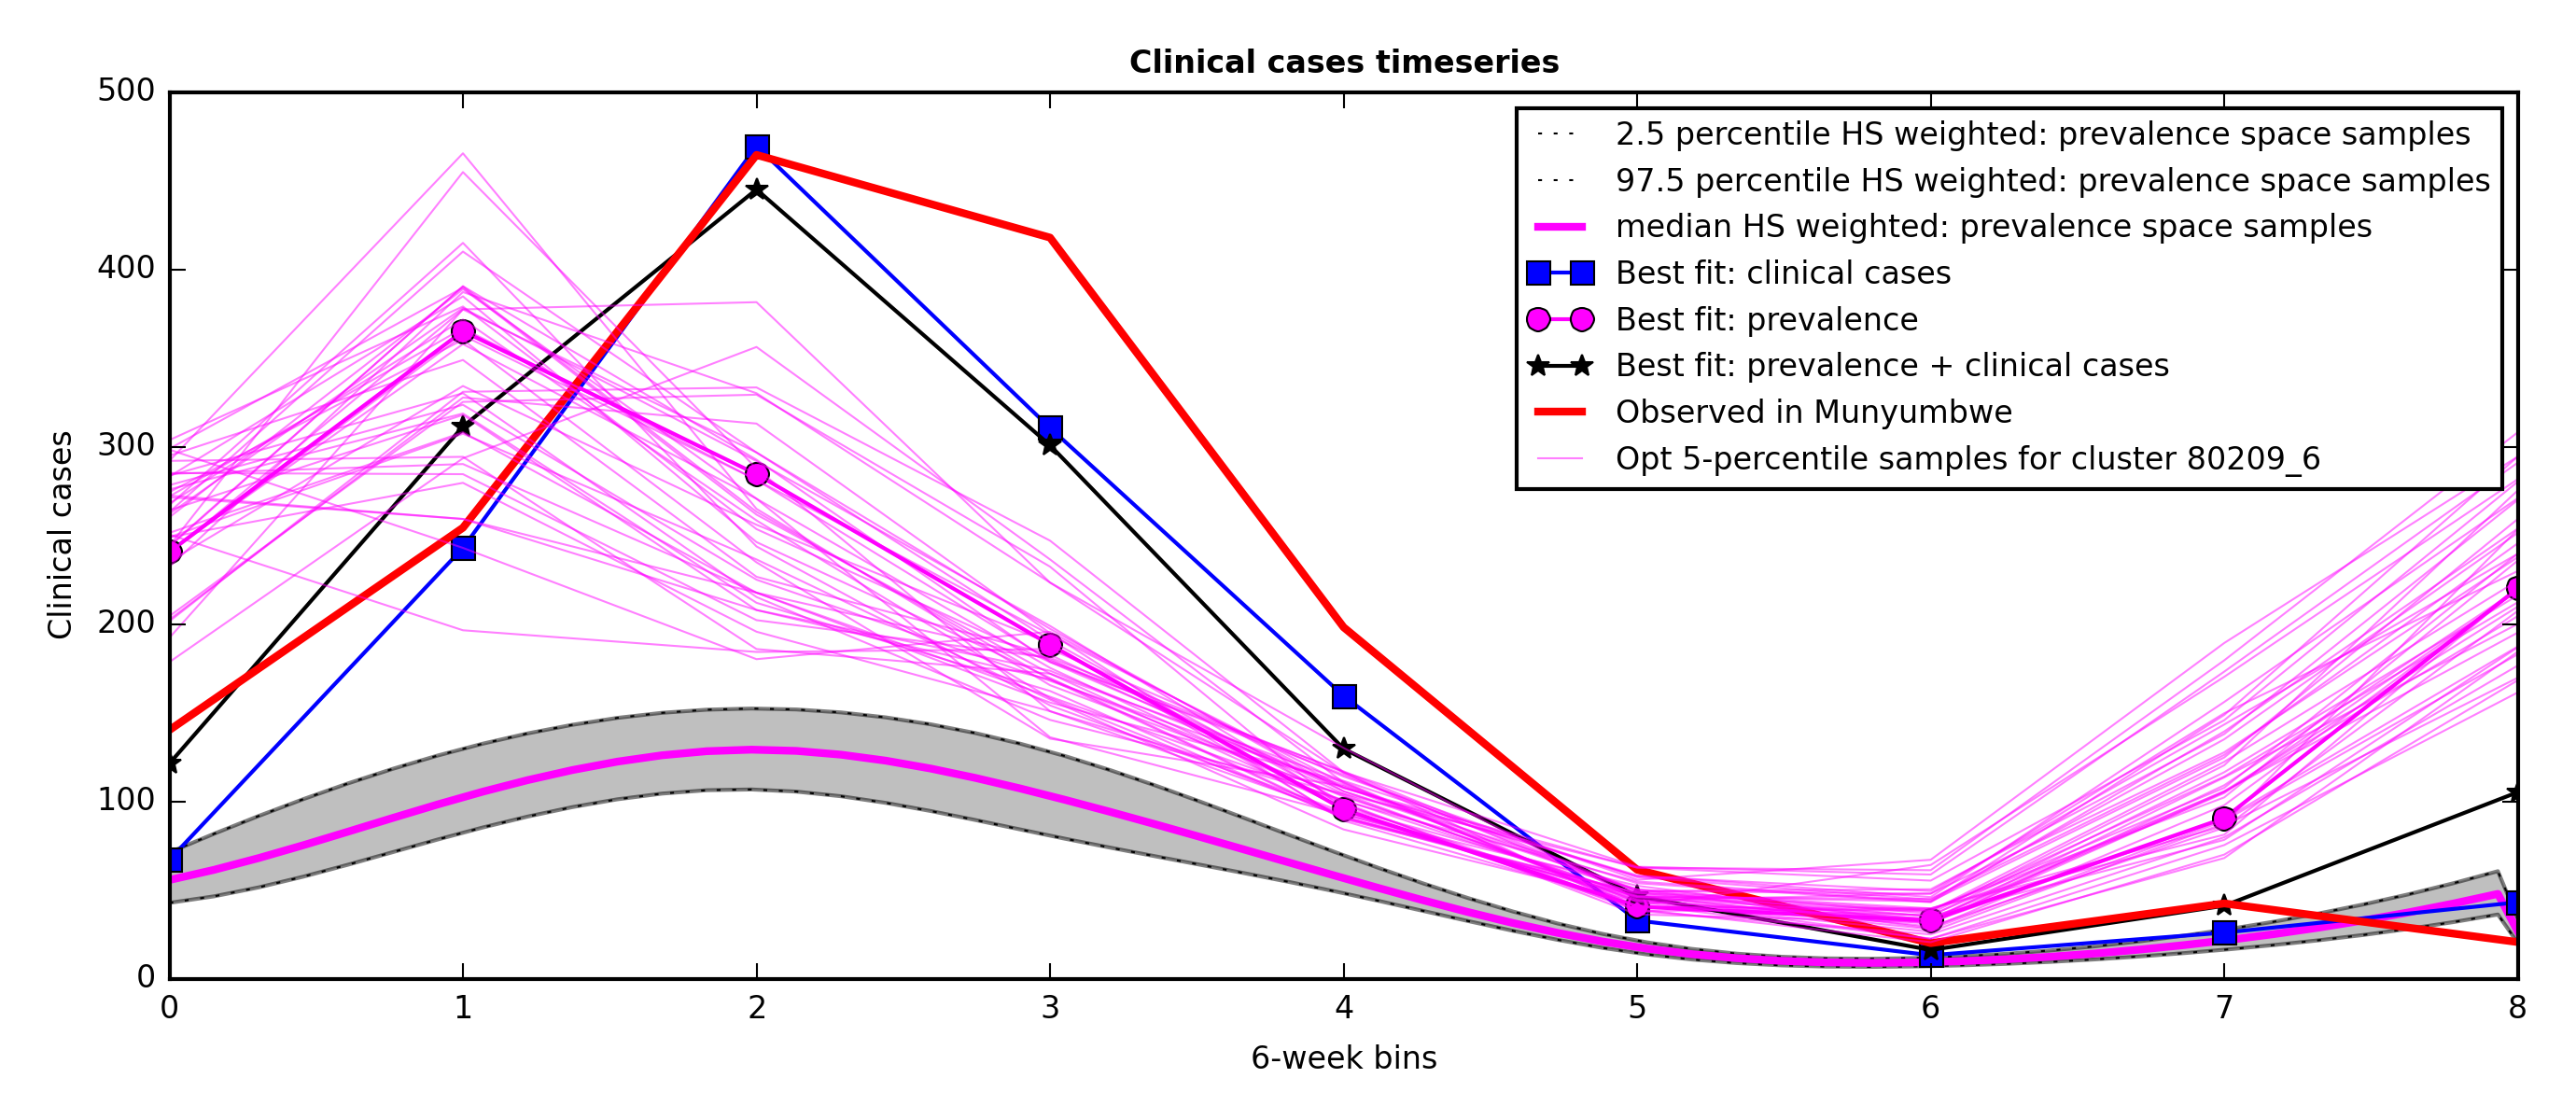 Clinical cases timeseries
500
400
300
200
100
0
Clinical cases
2.5 percentile HS weighted: prevalence space samples
97.5 percentile HS weighted: prevalence space samples
median HS weighted: prevalence space samples
Best fit: clinical cases
Best fit: prevalence
Best fit: prevalence + clinical cases
Observed in Munyumbwe
Opt 5-percentile samples for cluster 80209_6
0 1 2 3 4 5 6 7 8
6-week bins